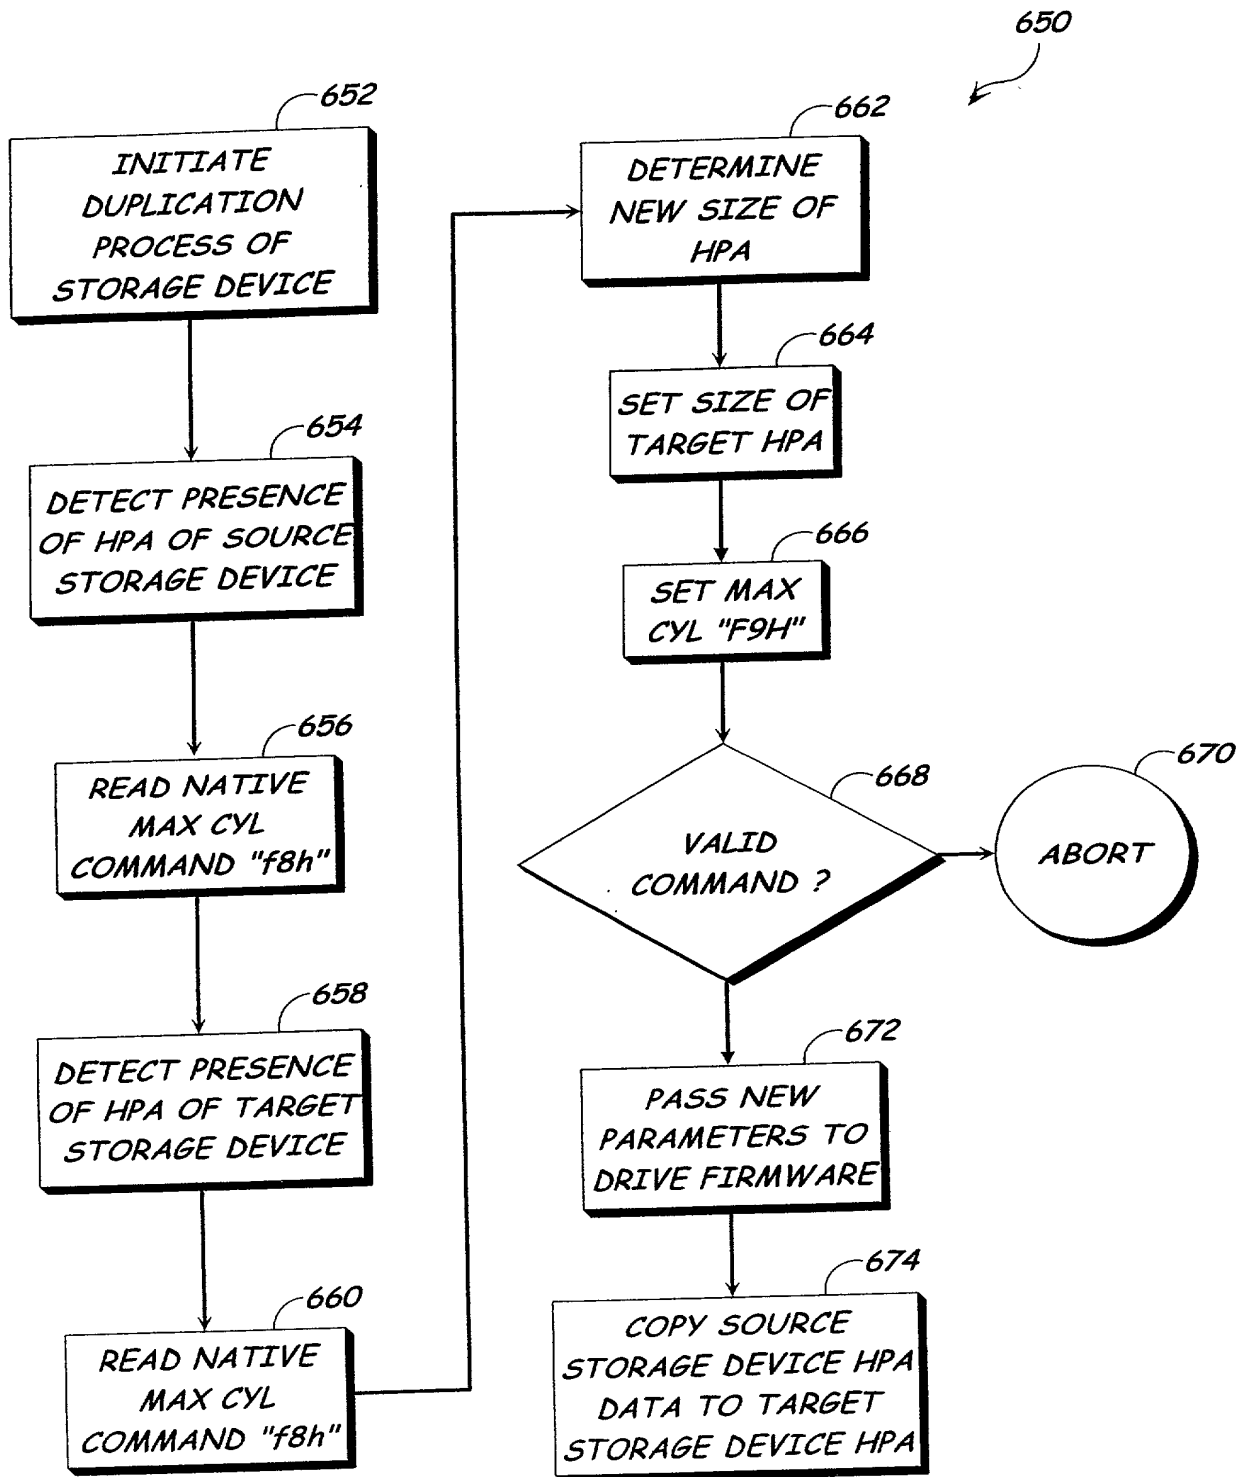 650
652
INITIATE
DUPLICATION
PROCESS OF
STORAGE DEVICE
654
DETECT PRESENCE
OF HPA OF SOURCE
STORAGE DEVICE
656
READ NATIVE
MAX CYL
COMMAND "f8h"
658
DETECT PRESENCE
OF HPA OF TARGET
STORAGE DEVICE
660
READ NATIVE
MAX CYL
COMMAND "f8h"
662
DETERMINE
NEW SIZE OF
HPA
664
SET SIZE OF
TARGET HPA
666
SET MAX
CYL "F9H"
668
VALID
COMMAND ?
670
ABORT
672
PASS NEW
PARAMETERS TO
DRIVE FIRMWARE
674
COPY SOURCE
STORAGE DEVICE HPA
DATA TO TARGET
STORAGE DEVICE HPA